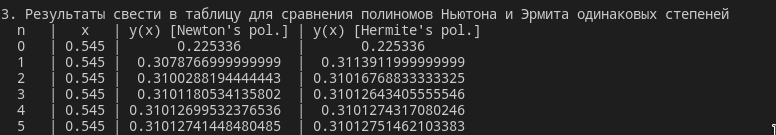 3. Результаты свести в таблицу для сравнения полиномов Ньютона и Эрмита одинаковых степеней
n | x | y(x) [Newton's pol.] | y(x) [Hermite's pol.]
0 | 0.545 | 0.225336 | 0.225336
1 | 0.545 | 0.3078766999999999 | 0.3113911999999999
2 | 0.545 | 0.3100288194444443 | 0.31016768833333325
3 | 0.545 | 0.3101180534135802 | 0.31012643405555546
4 | 0.545 | 0.31012699532376536 | 0.3101274317080246
5 | 0.545 | 0.31012741448480485 | 0.31012751462103383